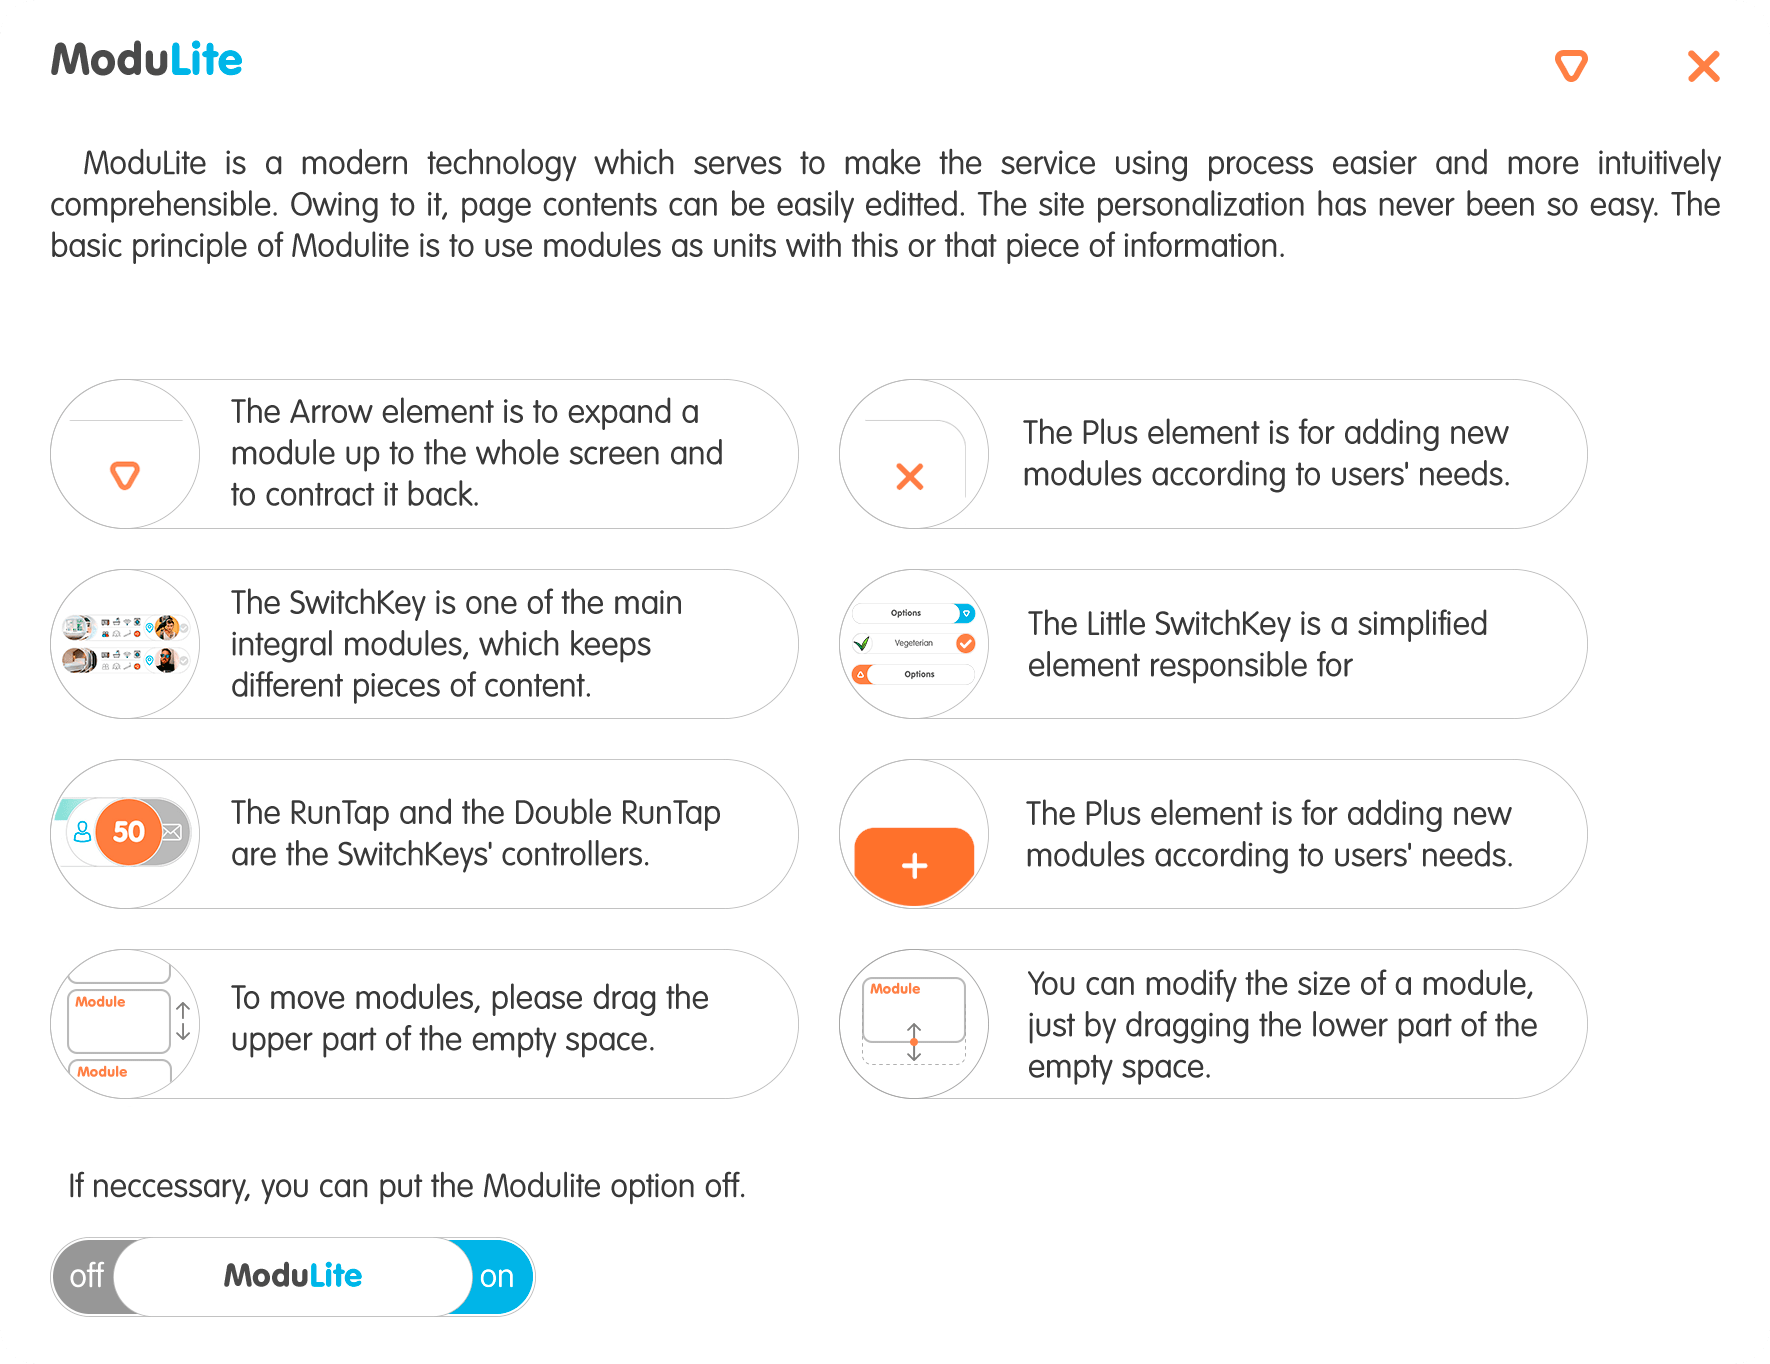 ModuLite
ModuLite is a modern technology which serves to make the service using process easier and more intuitively
comprehensible. Owing to it, page contents can be easily editted. The site personalization has never been so easy. The
basic principle of Modulite is to use modules as units with this or that piece of information.
The Arrow element is to expand a
module up to the whole screen and
to contract it back.
The Plus element is for adding new
modules according to users' needs.
The SwitchKey is one of the main
integral modules, which keeps
different pieces of content.
Options
Vegeterian
Options
The Little SwitchKey is a simplified
element responsible for
50
The RunTap and the Double RunTap
are the SwitchKeys' controllers.
+
The Plus element is for adding new
modules according to users' needs.
Module
Module
To move modules, please drag the
upper part of the empty space.
Module
You can modify the size of a module,
just by dragging the lower part of the
empty space.
If neccessary, you can put the Modulite option off.
off ModuLite on